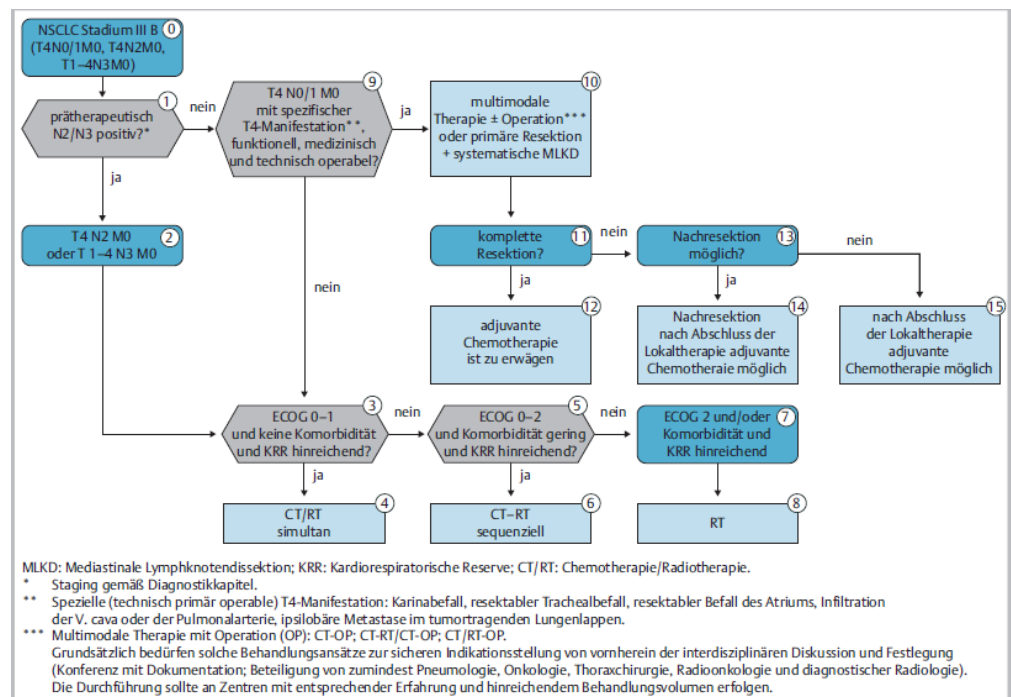 NSCLC Stadium III B
0
(T4N0/1M0, T4N2M0,
T1–4N3M0)
1
prätherapeutisch
N2/N3 positiv?*
nein
ja
9
T4 N0/1 M0
mit spezifischer
T4-Manifestation**,
funktionell, medizinisch
und technisch operabel?
ja
nein
10
multimodale
Therapie ± Operation***
oder primäre Resektion
+ systematische MLKD
2
T4 N2 M0
oder T 1–4 N3 M0
11
komplette
Resektion?
nein
ja
13
Nachresektion
möglich?
nein
ja
12
adjuvante
Chemotherapie
ist zu erwägen
14
Nachresektion
nach Abschluss der
Lokaltherapie adjuvante
Chemotheraie möglich
15
nach Abschluss
der Lokaltherapie
adjuvante
Chemotherapie möglich
3
ECOG 0–1
und keine Komorbidität
und KRR hinreichend?
nein
ja
5
ECOG 0–2
und Komorbidität gering
und KRR hinreichend?
nein
ja
7
ECOG 2 und/oder
Komorbidität und
KRR hinreichend
4
CT/RT
simultan
6
CT–RT
sequenziell
8
RT
MLKD: Mediastinale Lymphknotendissektion; KRR: Kardiorespiratorische Reserve; CT/RT: Chemotherapie/Radiotherapie.
* Staging gemäß Diagnostikkapitel.
** Spezielle (technisch primär operable) T4-Manifestation: Karinabefall, resektabler Trachealbefall, resektabler Befall des Atriums, Infiltration
der V. cava oder der Pulmonalarterie, ipsilobäre Metastase im tumortragenden Lungenlappen.
*** Multimodale Therapie mit Operation (OP): CT-OP; CT-RT/CT-OP; CT/RT-OP.
Grundsätzlich bedürfen solche Behandlungsansätze zur sicheren Indikationsstellung von vornherein der interdisziplinären Diskussion und Festlegung
(Konferenz mit Dokumentation; Beteiligung von zumindest Pneumologie, Onkologie, Thoraxchirurgie, Radioonkologie und diagnostischer Radiologie).
Die Durchführung sollte an Zentren mit entsprechender Erfahrung und hinreichendem Behandlungsvolumen erfolgen.